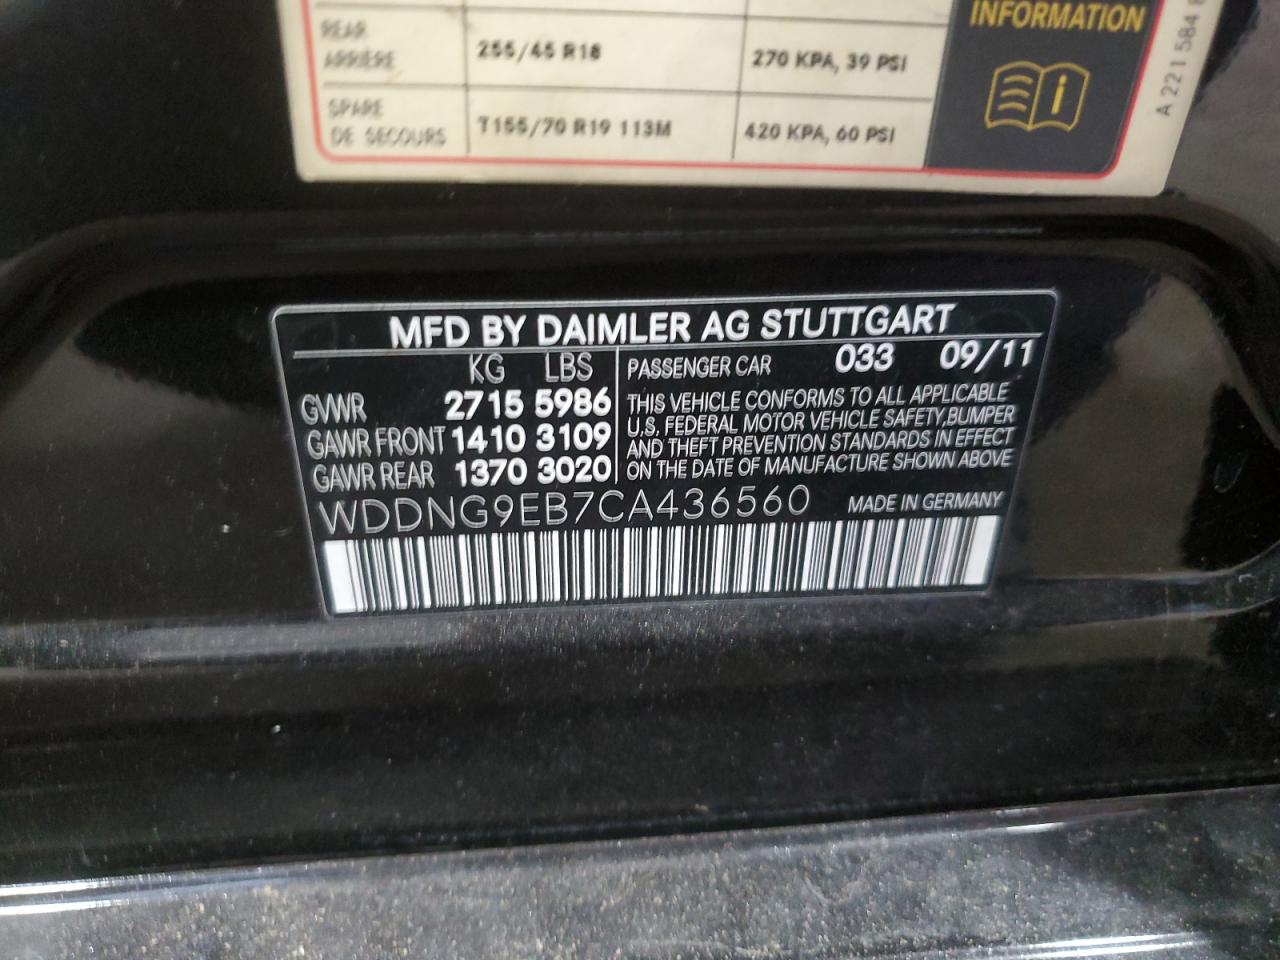 INFORMATION
REAR
ARRIÈRE
255/45 R18
270 KPA, 39 PSI
SPARE
DE SECOURS
T155/70 R19 113M
420 KPA, 60 PSI
A 221 584
MFD BY DAIMLER AG STUTTGART
KG LBS
GVWR 2715 5986
GAWR FRONT 1410 3109
GAWR REAR 1370 3020
PASSENGER CAR 033 09/11
THIS VEHICLE CONFORMS TO ALL APPLICABLE
U.S. FEDERAL MOTOR VEHICLE SAFETY, BUMPER
AND THEFT PREVENTION STANDARDS IN EFFECT
ON THE DATE OF MANUFACTURE SHOWN ABOVE
WDDNG9EB7CA436560 MADE IN GERMANY